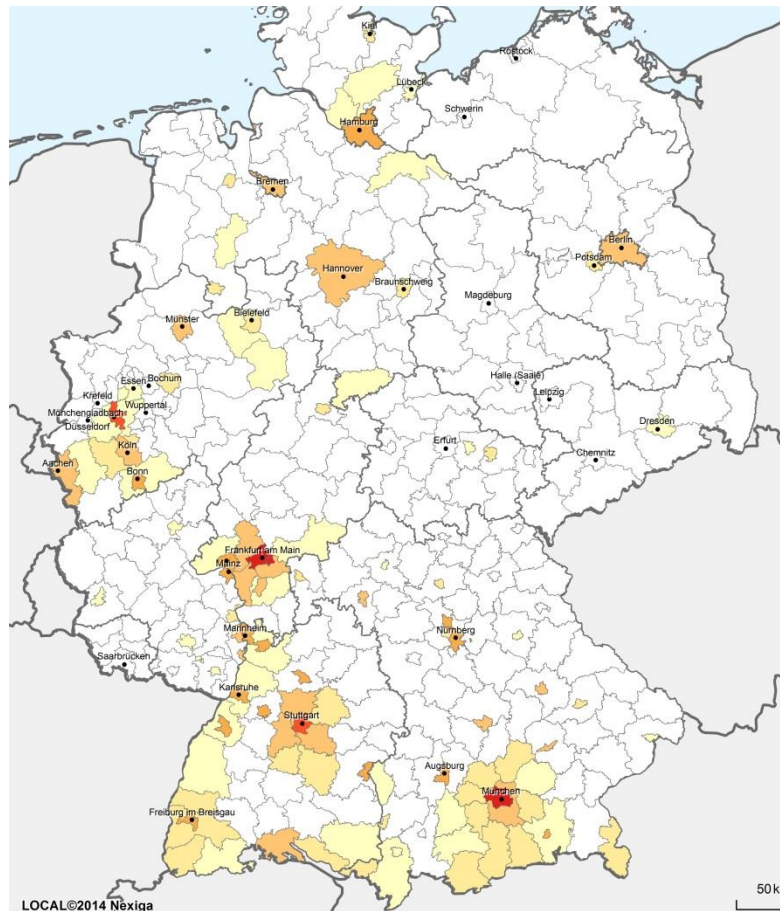 Kiel
Rostock
Lübeck
Schwerin
Hamburg
Bremen
Berlin
Potsdam
Hannover
Braunschweig
Magdeburg
Münster
Bielefeld
Essen
Bochum
Krefeld
Mönchengladbach
Wuppertal
Düsseldorf
Halle (Saale)
Leipzig
Dresden
Köln
Aachen
Bonn
Erfurt
Chemnitz
Frankfurt am Main
Mainz
Mannheim
Nürnberg
Saarbrücken
Karlsruhe
Stuttgart
Augsburg
München
Freiburg im Breisgau
LOCAL©2014 Nexiga
50 k